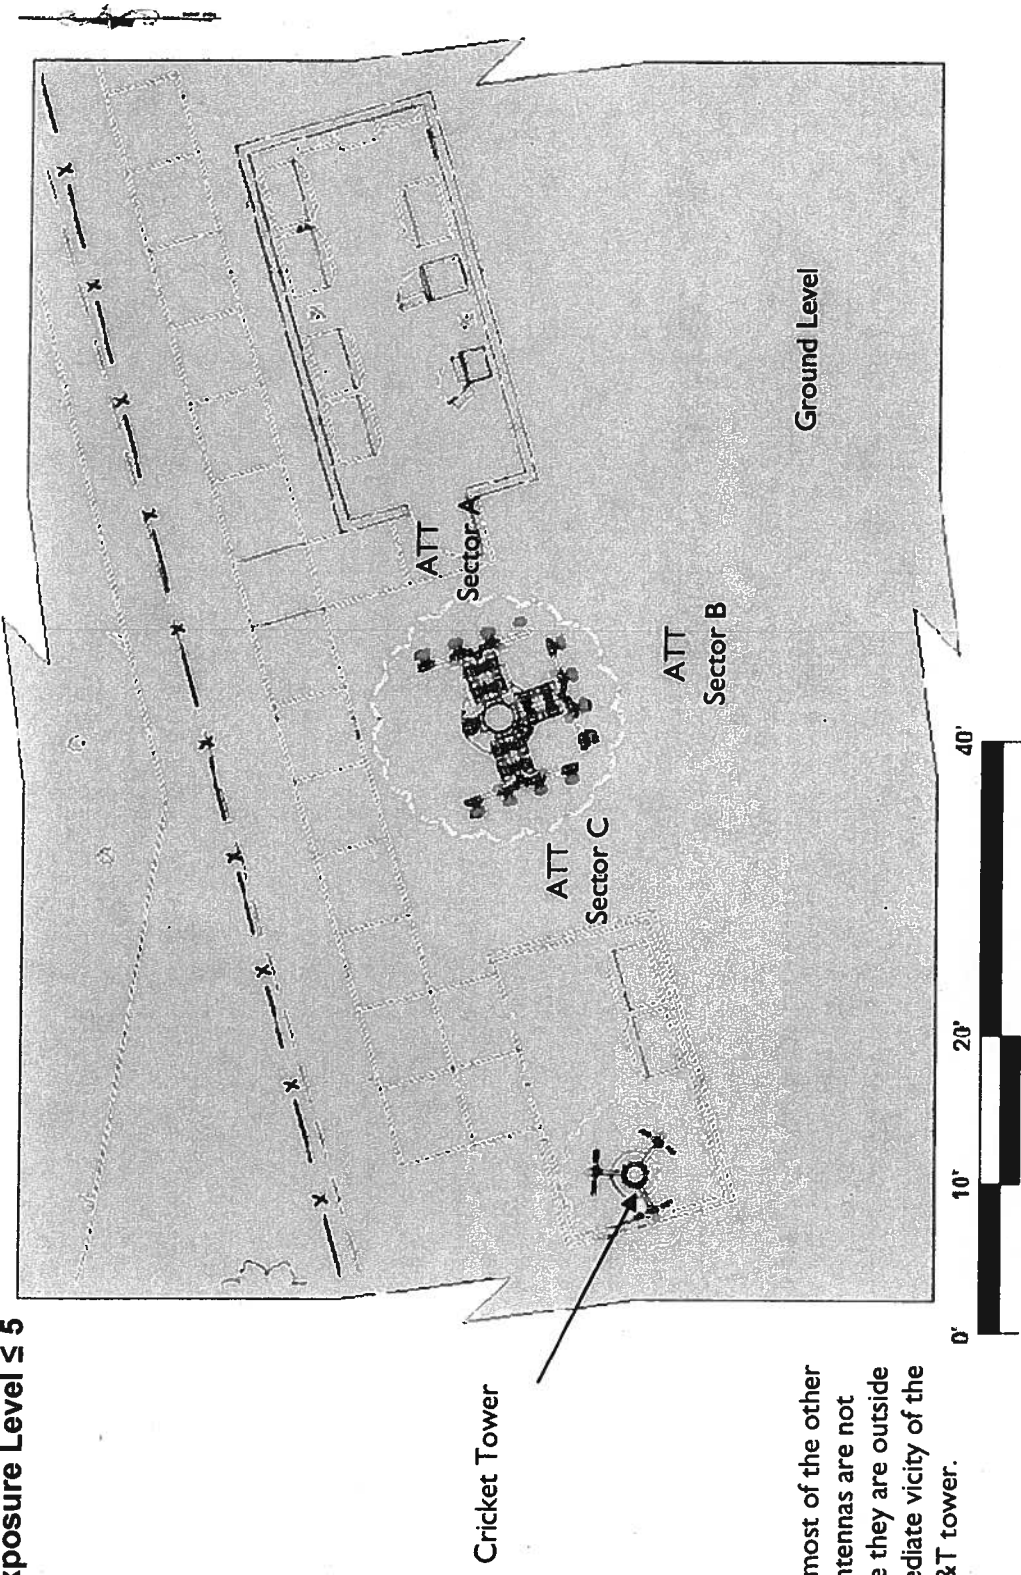 xposure Level ≤ 5
Cricket Tower
most of the other
ntennas are not
e they are outside
ediate vicity of the
&T tower.
ATT
Sector A
ATT
Sector B
ATT
Sector C
Ground Level
0' 10' 20' 40'